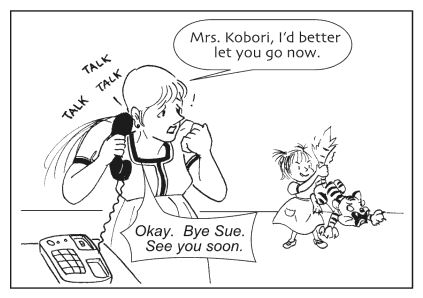 Mrs. Kobori, I'd better
let you go now.
TALK
TALK
TALK
Okay. Bye Sue.
See you soon.